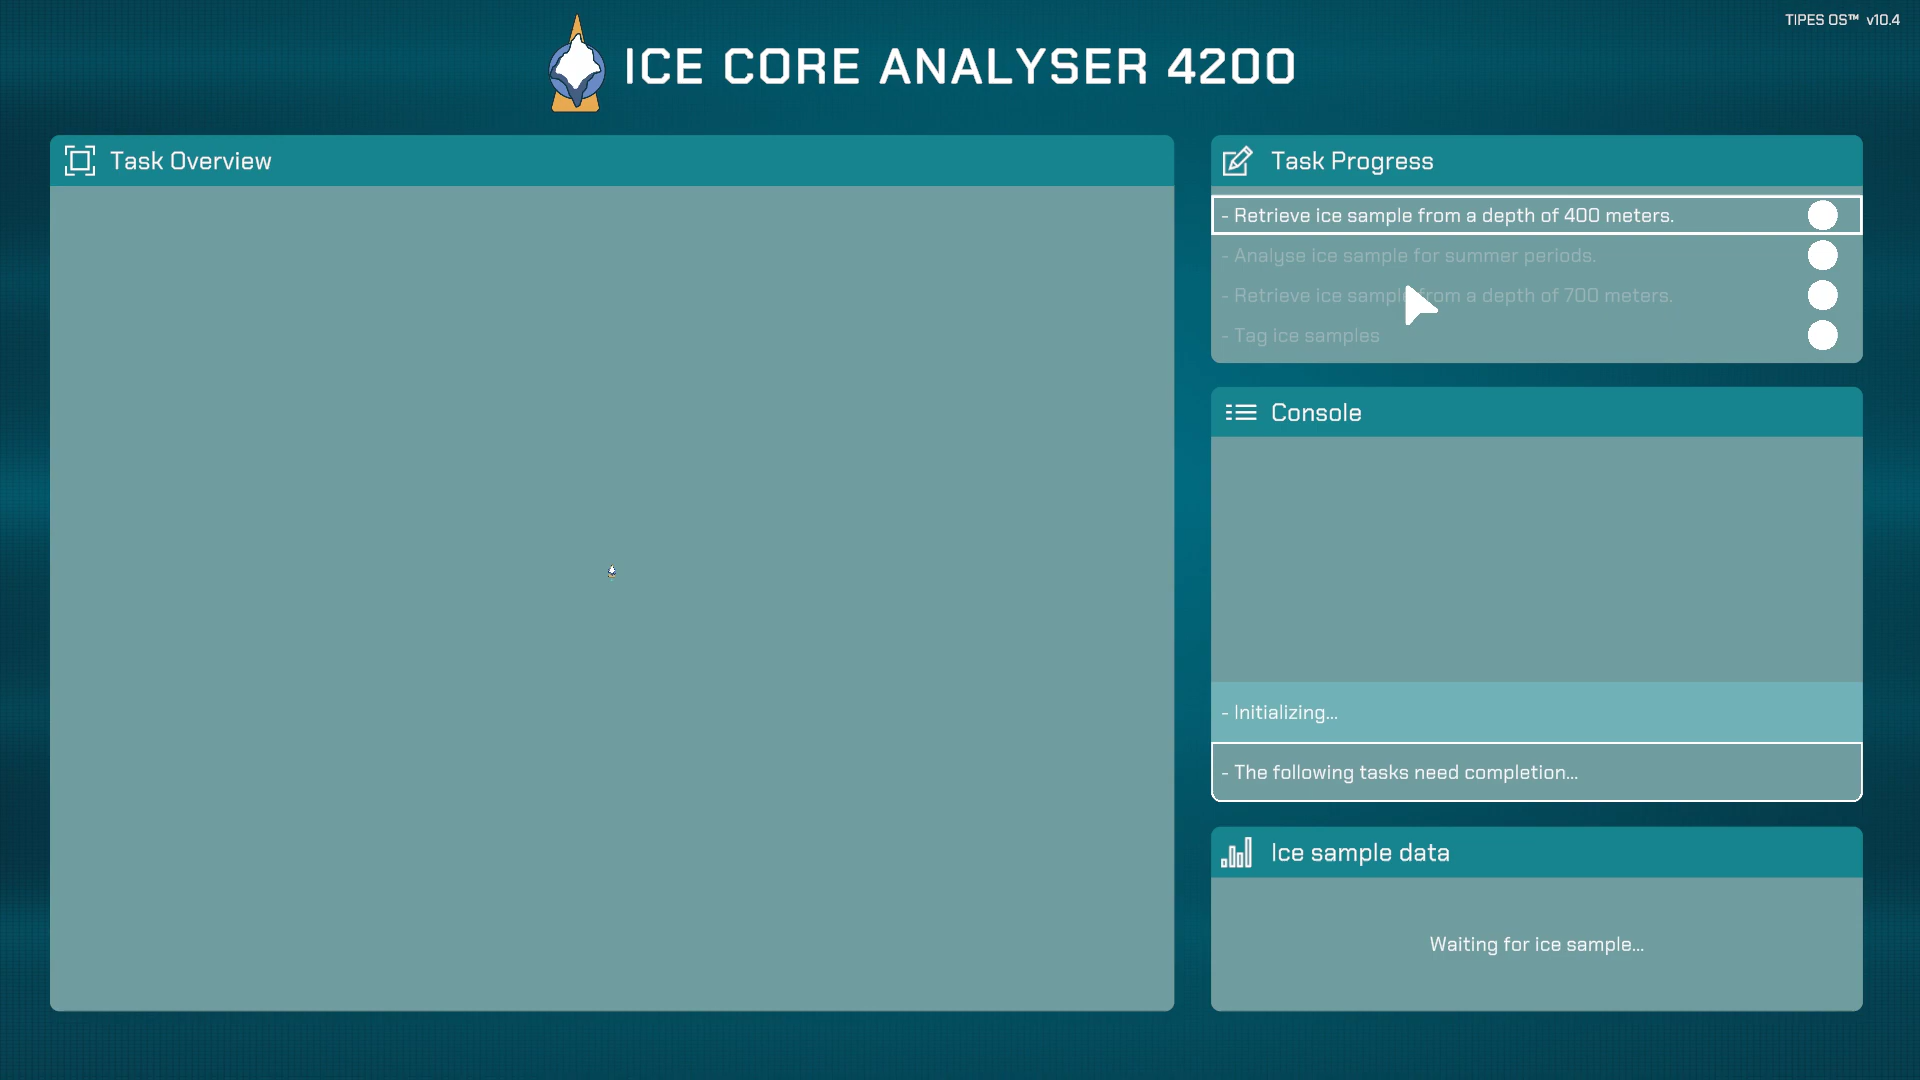 TIPES OS™ v10.4
ICE CORE ANALYSER 4200
Task Overview
Task Progress
- Retrieve ice sample from a depth of 400 meters.
- Analyse ice sample for summer periods.
- Retrieve ice sample from a depth of 700 meters.
- Tag ice samples
Console
- Initializing...
- The following tasks need completion...
Ice sample data
Waiting for ice sample...